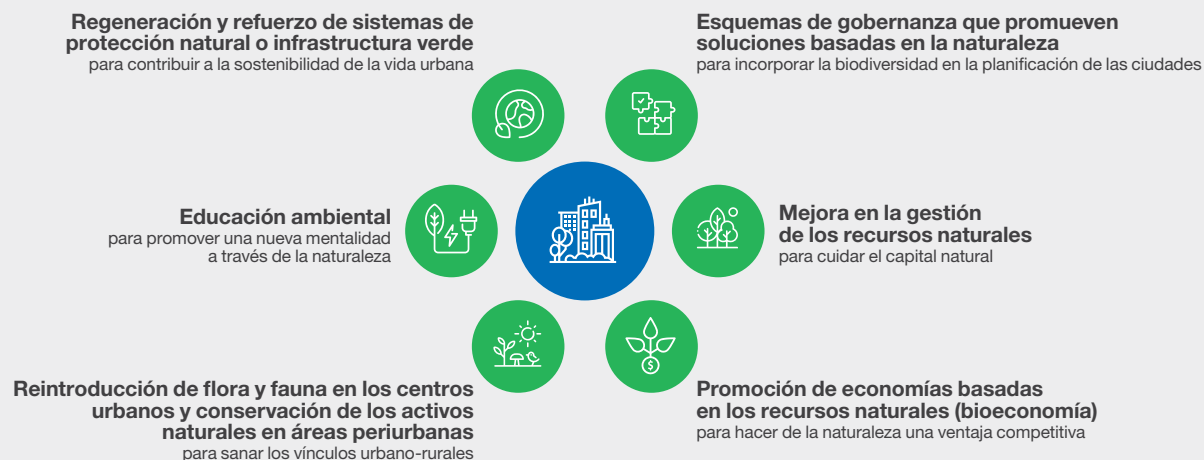 Regeneración y refuerzo de sistemas de
protección natural o infrastructura verde
para contribuir a la sostenibilidad de la vida urbana
Esquemas de gobernanza que promueven
soluciones basadas en la naturaleza
para incorporar la biodiversidad en la planificación de las ciudades
Educación ambiental
para promover una nueva mentalidad
a través de la naturaleza
Mejora en la gestión
de los recursos naturales
para cuidar el capital natural
Reintroducción de flora y fauna en los centros
urbanos y conservación de los activos
naturales en áreas periurbanas
para sanar los vínculos urbano-rurales
Promoción de economías basadas
en los recursos naturales (bioeconomía)
para hacer de la naturaleza una ventaja competitiva
$